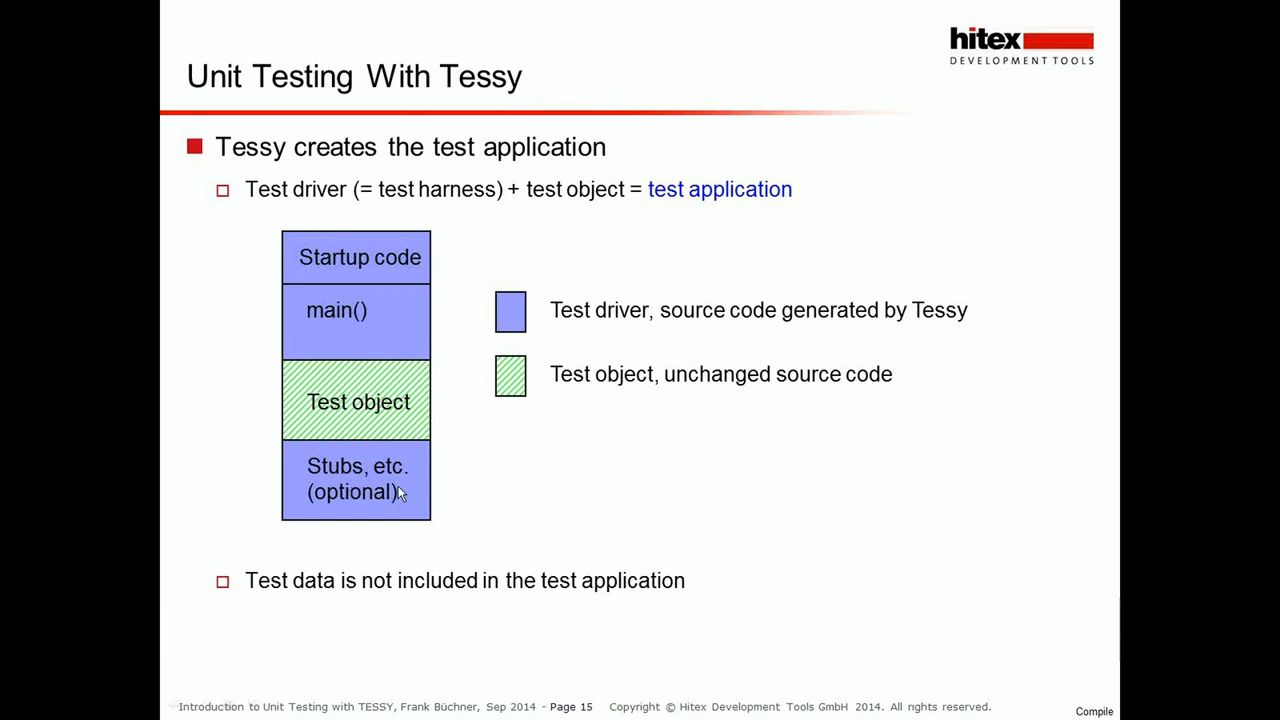 hitex
DEVELOPMENT TOOLS
Unit Testing With Tessy
Tessy creates the test application
Test driver (= test harness) + test object = test application
Startup code
main()
Test object
Stubs, etc.
(optional)
Test driver, source code generated by Tessy
Test object, unchanged source code
Test data is not included in the test application
Introduction to Unit Testing with TESSY, Frank Büchner, Sep 2014 - Page 15 Copyright © Hitex Development Tools GmbH 2014. All rights reserved.
Compile